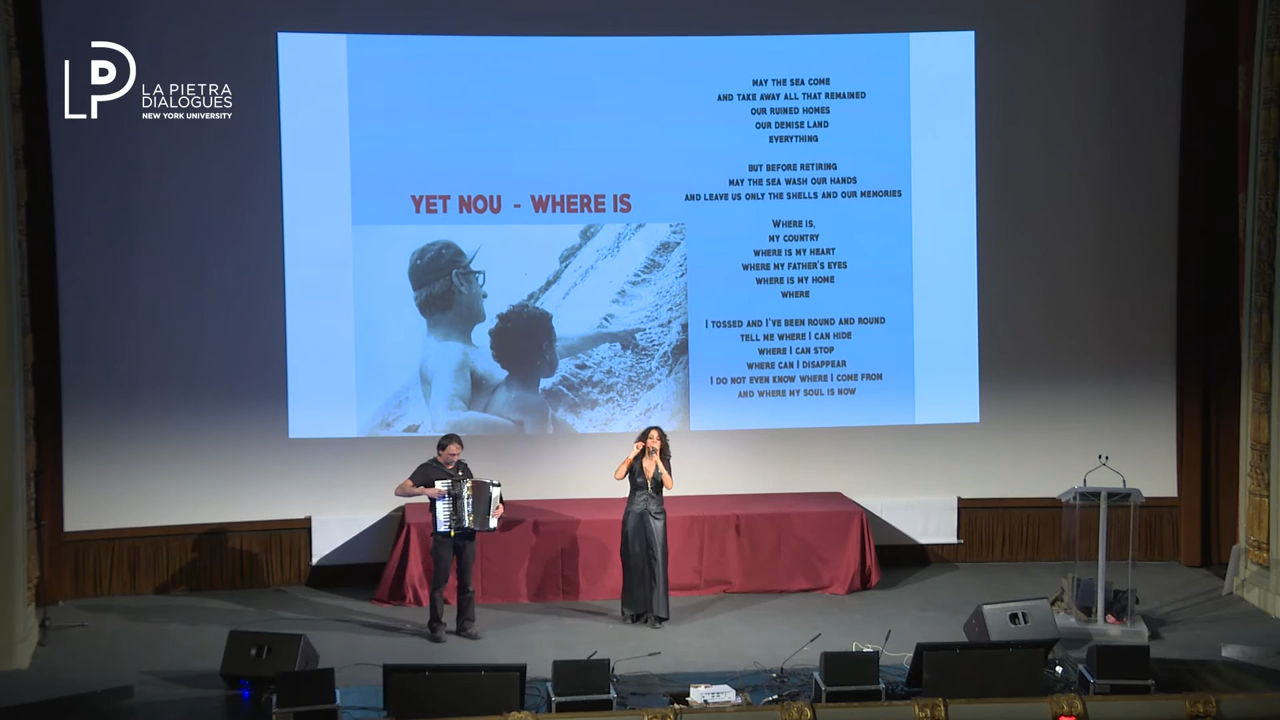 LP
LA PIETRA
DIALOGUES
NEW YORK UNIVERSITY
YET NOU - WHERE IS
MAY THE SEA COME
AND TAKE AWAY ALL THAT REMAINED
OUR RUINED HOMES
OUR DEMISE LAND
EVERYTHING
BUT BEFORE RETIRING
MAY THE SEA WASH OUR HANDS
AND LEAVE US ONLY THE SHELLS AND OUR MEMORIES
WHERE IS,
MY COUNTRY
WHERE IS MY HEART
WHERE MY FATHER'S EYES
WHERE IS MY HOME
WHERE
I TOSSED AND I'VE BEEN ROUND AND ROUND
TELL ME WHERE I CAN HIDE
WHERE I CAN STOP
WHERE CAN I DISAPPEAR
I DO NOT EVEN KNOW WHERE I COME FROM
AND WHERE MY SOUL IS NOW